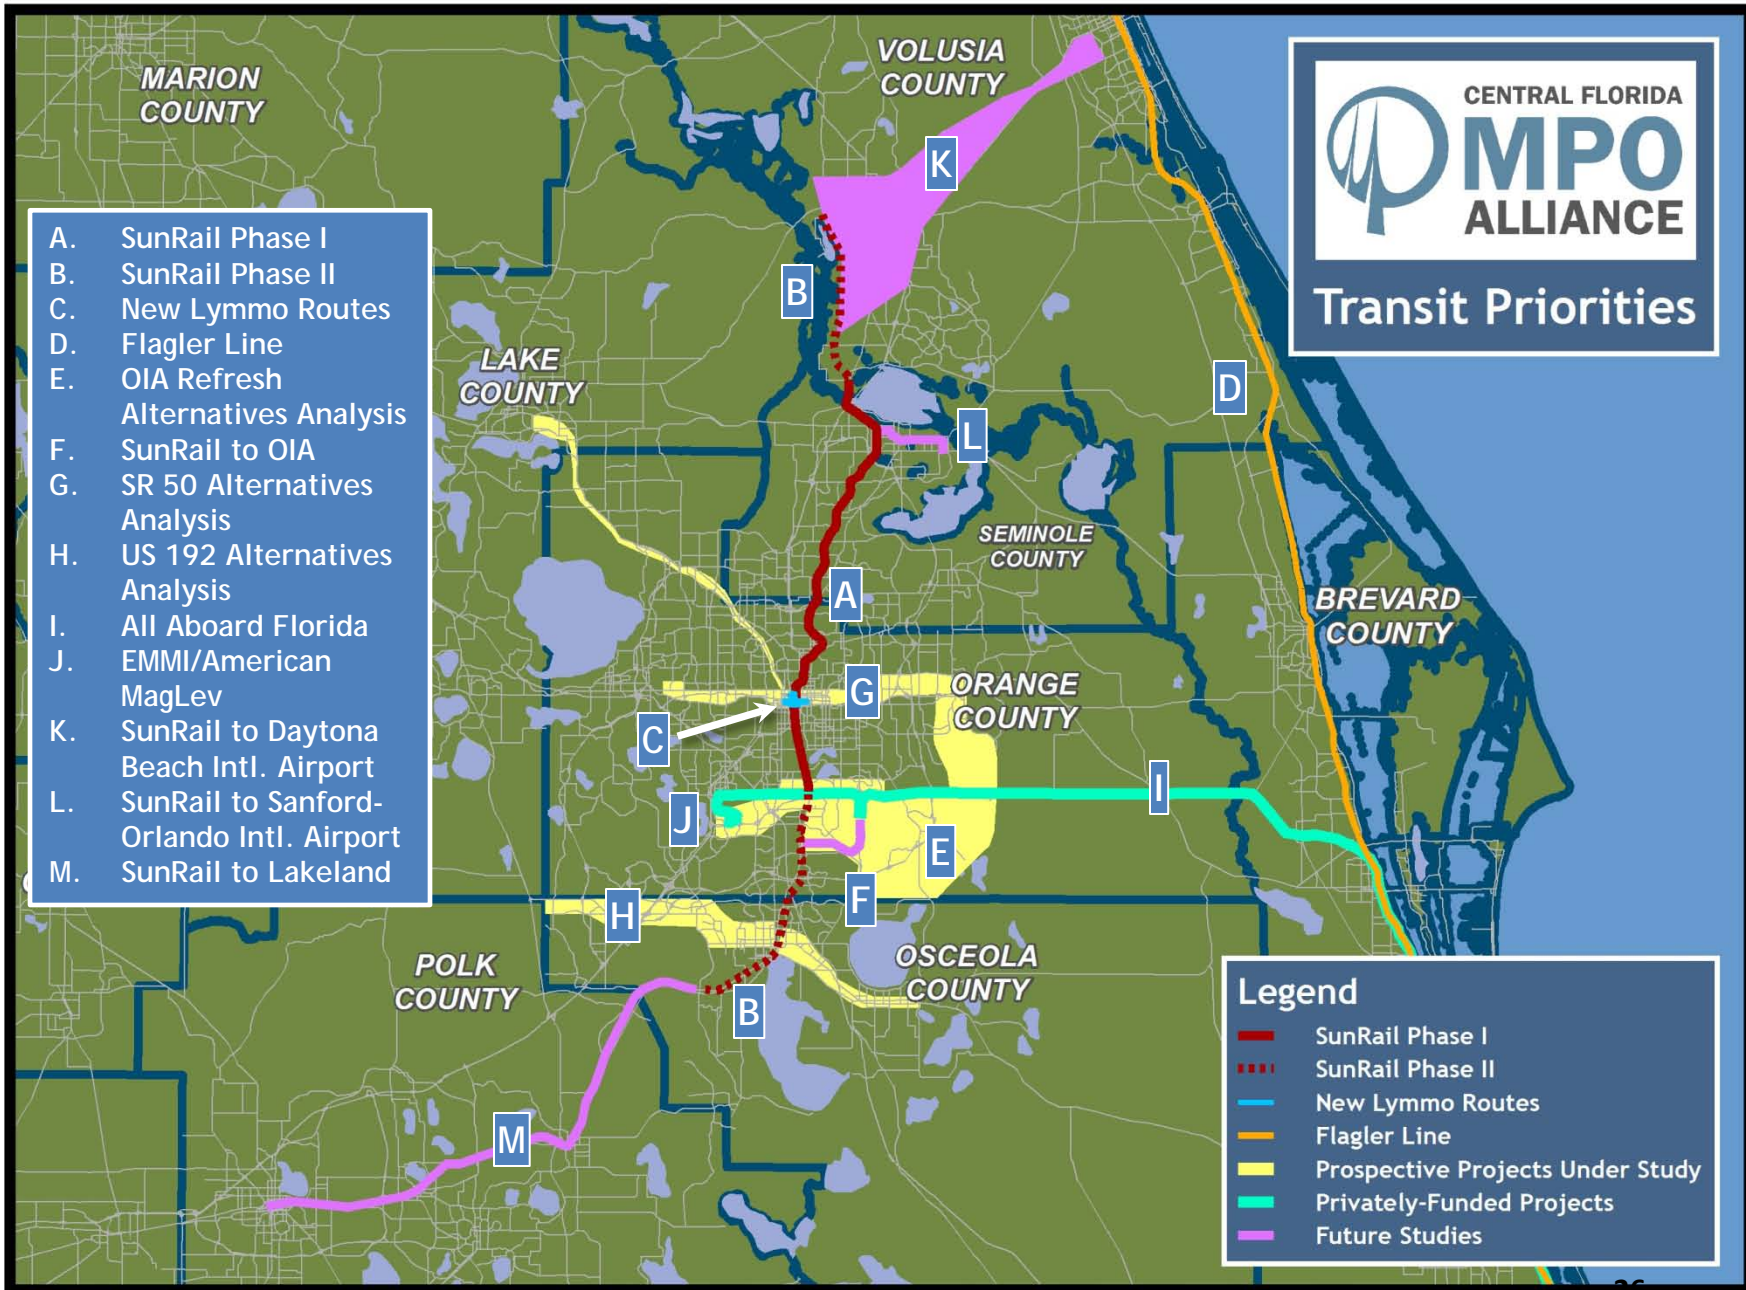 MARION
COUNTY
VOLUSIA
COUNTY
K
CENTRAL FLORIDA
MPO
ALLIANCE
Transit Priorities
A. SunRail Phase I
B. SunRail Phase II
C. New Lymmo Routes
D. Flagler Line
E. OIA Refresh
Alternatives Analysis
F. SunRail to OIA
G. SR 50 Alternatives
Analysis
H. US 192 Alternatives
Analysis
I. All Aboard Florida
J. EMMI/American
MagLev
K. SunRail to Daytona
Beach Intl. Airport
L. SunRail to Sanford-
Orlando Intl. Airport
M. SunRail to Lakeland
B
LAKE
COUNTY
D
L
SEMINOLE
COUNTY
A
BREVARD
COUNTY
G
ORANGE
COUNTY
C
I
J
E
F
H
POLK
COUNTY
OSCEOLA
COUNTY
B
M
Legend
SunRail Phase I
SunRail Phase II
New Lymmo Routes
Flagler Line
Prospective Projects Under Study
Privately-Funded Projects
Future Studies